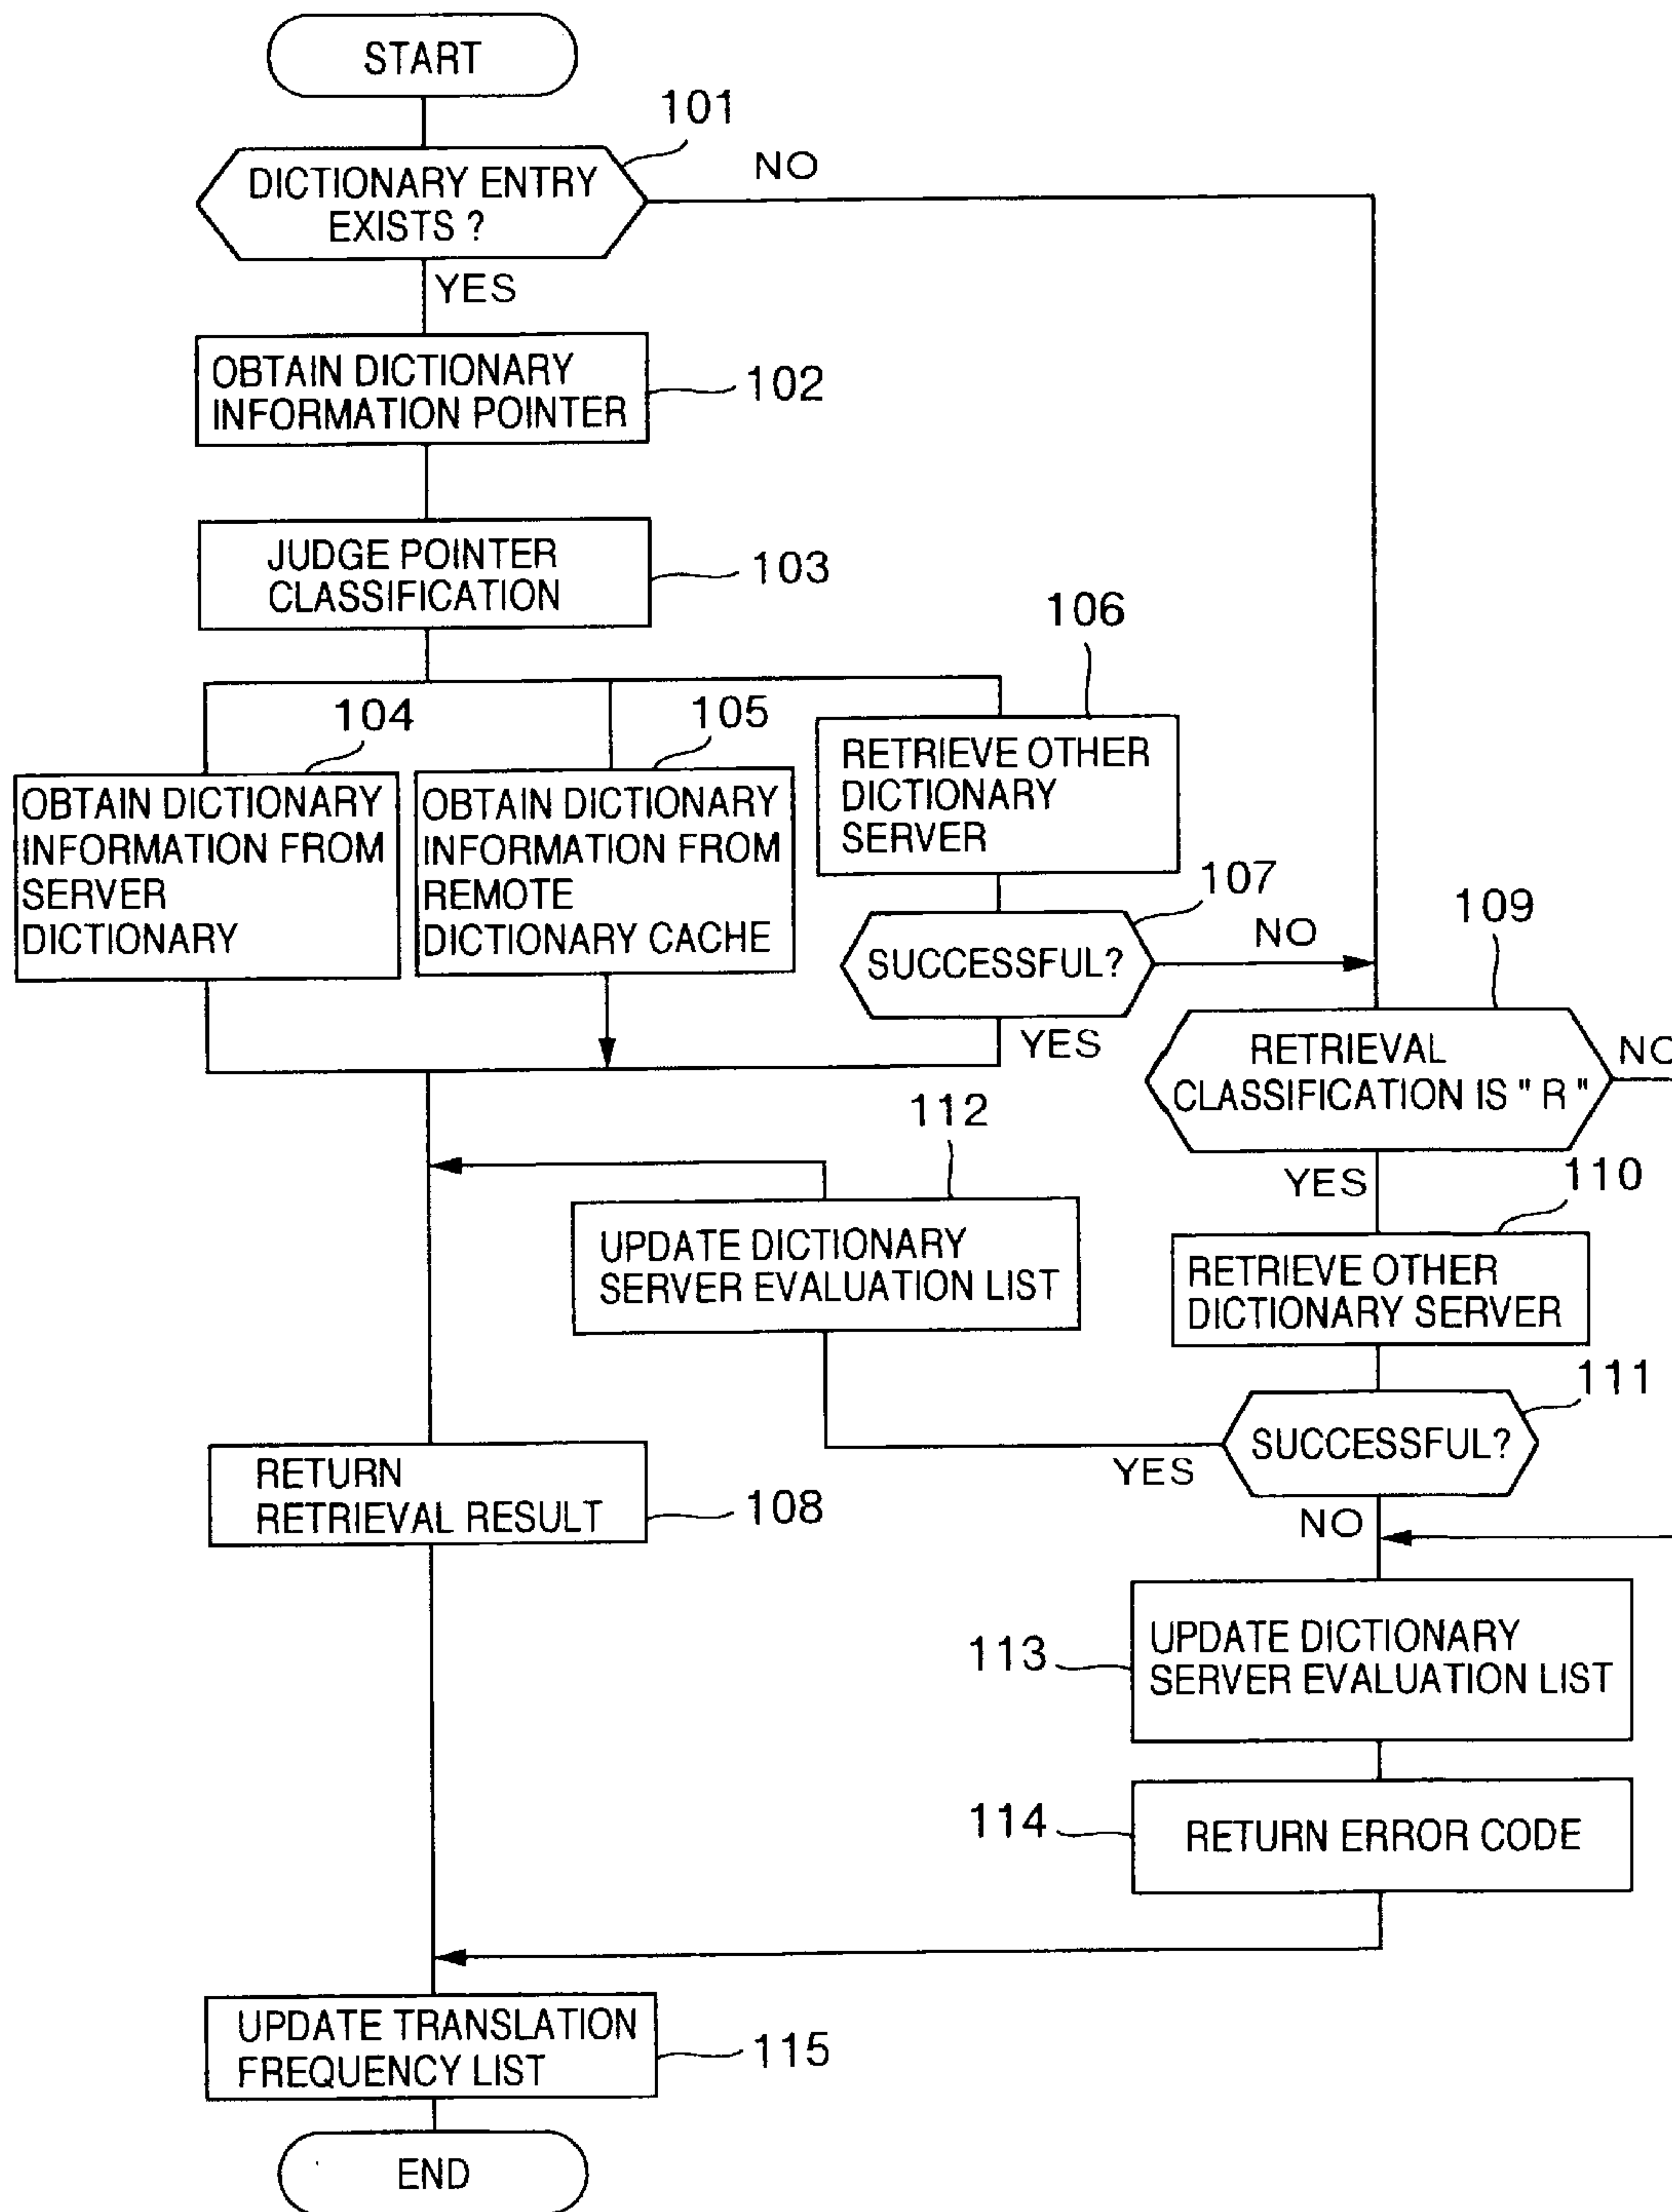 START
101
DICTIONARY ENTRY
EXISTS ?
NO
YES
OBTAIN DICTIONARY
INFORMATION POINTER
102
JUDGE POINTER
CLASSIFICATION
103
104
OBTAIN DICTIONARY
INFORMATION FROM
SERVER
DICTIONARY
105
OBTAIN DICTIONARY
INFORMATION FROM
REMOTE
DICTIONARY CACHE
106
RETRIEVE OTHER
DICTIONARY
SERVER
107
SUCCESSFUL?
NO
YES
109
RETRIEVAL
CLASSIFICATION IS " R "
NO
YES
110
RETRIEVE OTHER
DICTIONARY SERVER
111
SUCCESSFUL?
YES
NO
112
UPDATE DICTIONARY
SERVER EVALUATION LIST
RETURN
RETRIEVAL RESULT
108
113
UPDATE DICTIONARY
SERVER EVALUATION LIST
114
RETURN ERROR CODE
UPDATE TRANSLATION
FREQUENCY LIST
115
END